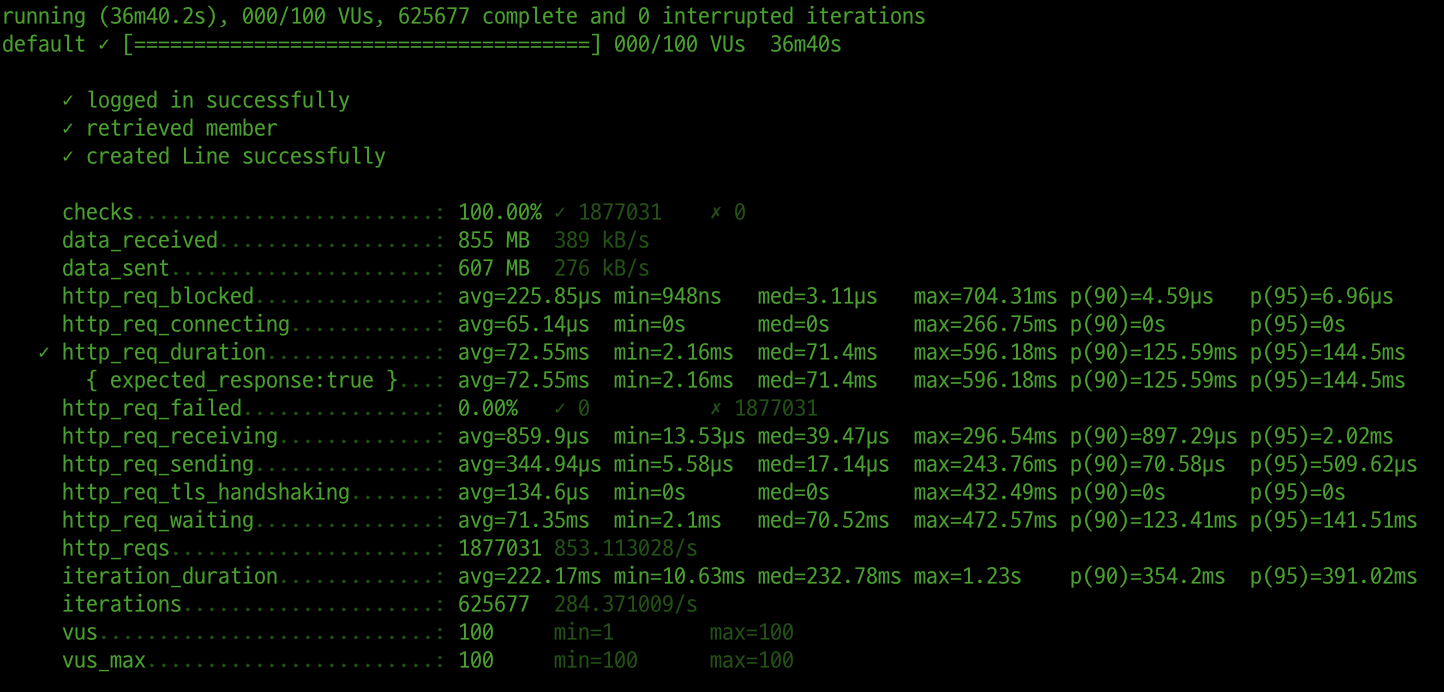 running (36m40.2s), 000/100 VUs, 625677 complete and 0 interrupted iterations
default ✓ [======================================] 000/100 VUs  36m40s

     ✓ logged in successfully
     ✓ retrieved member
     ✓ created Line successfully

     checks.........................: 100.00% ✓ 1877031    ✗ 0
     data_received..................: 855 MB  389 kB/s
     data_sent......................: 607 MB  276 kB/s
     http_req_blocked...............: avg=225.85µs min=948ns   med=3.11µs   max=704.31ms p(90)=4.59µs   p(95)=6.96µs
     http_req_connecting............: avg=65.14µs  min=0s      med=0s       max=266.75ms p(90)=0s       p(95)=0s
   ✓ http_req_duration..............: avg=72.55ms  min=2.16ms  med=71.4ms   max=596.18ms p(90)=125.59ms p(95)=144.5ms
       { expected_response:true }...: avg=72.55ms  min=2.16ms  med=71.4ms   max=596.18ms p(90)=125.59ms p(95)=144.5ms
     http_req_failed................: 0.00%   ✓ 0          ✗ 1877031
     http_req_receiving.............: avg=859.9µs  min=13.53µs med=39.47µs  max=296.54ms p(90)=897.29µs p(95)=2.02ms
     http_req_sending...............: avg=344.94µs min=5.58µs  med=17.14µs  max=243.76ms p(90)=70.58µs  p(95)=509.62µs
     http_req_tls_handshaking.......: avg=134.6µs  min=0s      med=0s       max=432.49ms p(90)=0s       p(95)=0s
     http_req_waiting...............: avg=71.35ms  min=2.1ms   med=70.52ms  max=472.57ms p(90)=123.41ms p(95)=141.51ms
     http_reqs......................: 1877031 853.113028/s
     iteration_duration.............: avg=222.17ms min=10.63ms med=232.78ms max=1.23s    p(90)=354.2ms  p(95)=391.02ms
     iterations.....................: 625677  284.371009/s
     vus............................: 100     min=1        max=100
     vus_max........................: 100     min=100      max=100